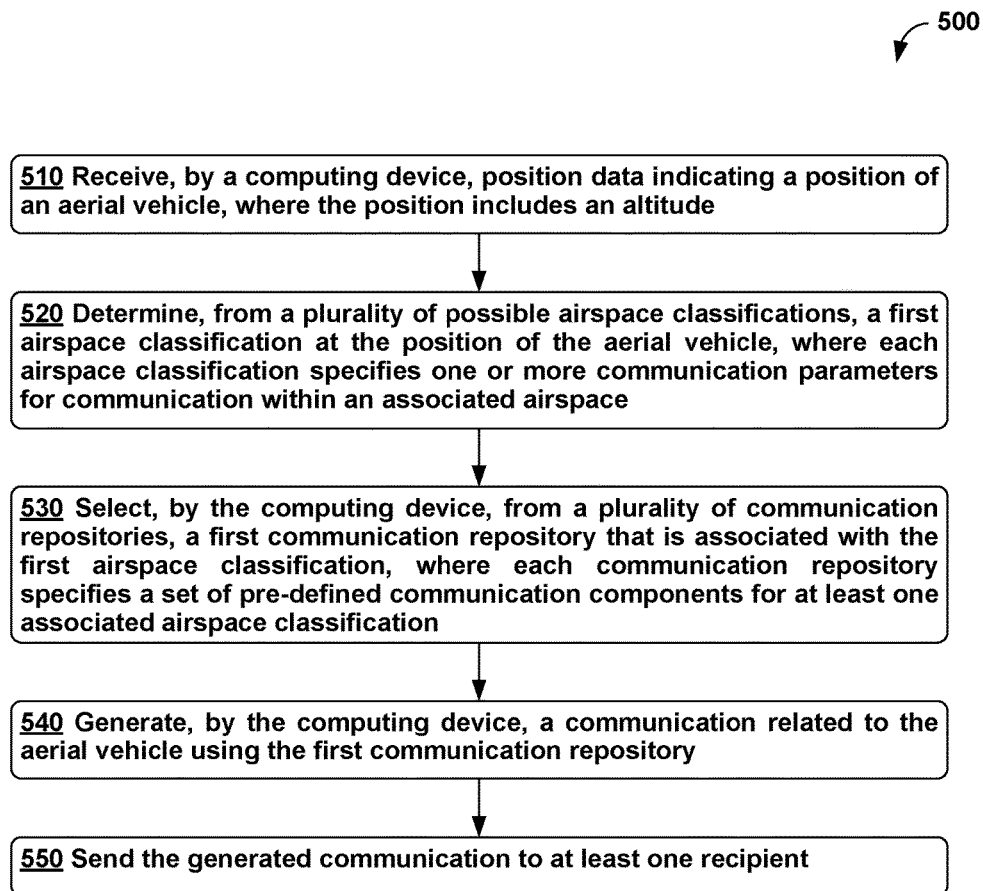 500
510 Receive, by a computing device, position data indicating a position of
an aerial vehicle, where the position includes an altitude
520 Determine, from a plurality of possible airspace classifications, a first
airspace classification at the position of the aerial vehicle, where each
airspace classification specifies one or more communication parameters
for communication within an associated airspace
530 Select, by the computing device, from a plurality of communication
repositories, a first communication repository that is associated with the
first airspace classification, where each communication repository
specifies a set of pre-defined communication components for at least one
associated airspace classification
540 Generate, by the computing device, a communication related to the
aerial vehicle using the first communication repository
550 Send the generated communication to at least one recipient